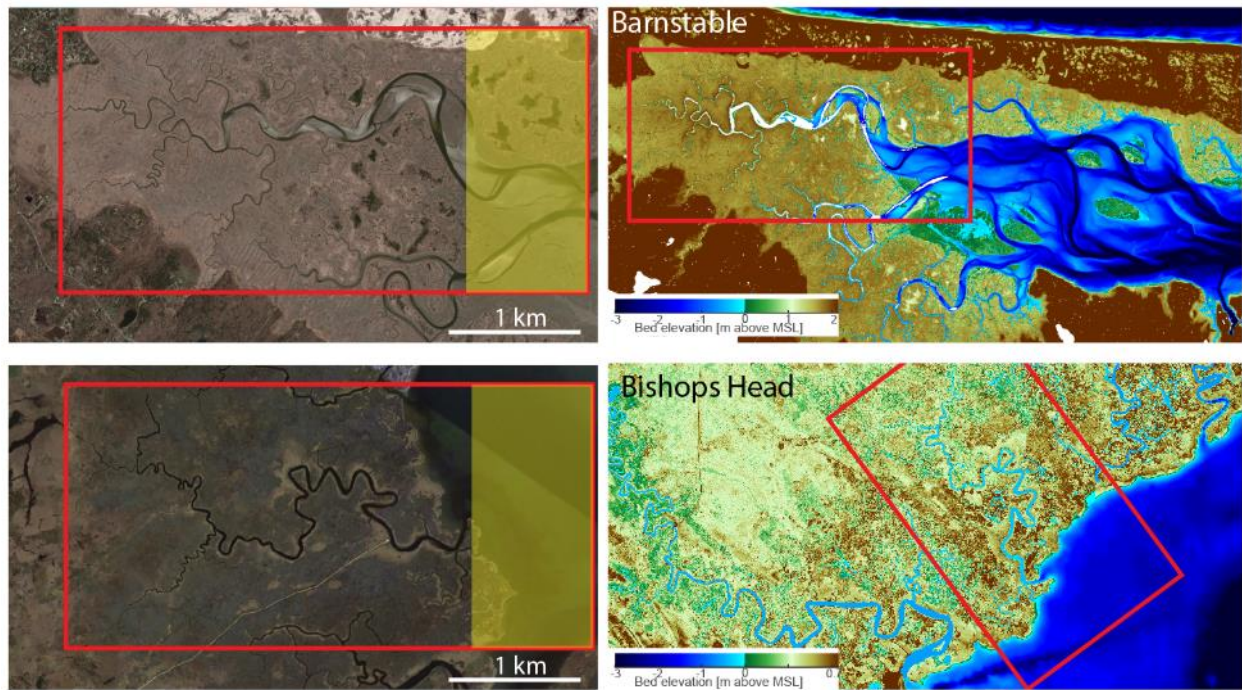 Barnstable
1 km
-3 -2 -1 0 1 2
Bed elevation [m above MSL]
Bishops Head
1 km
-3 -2 -1 0
Bed elevation [m above MSL]